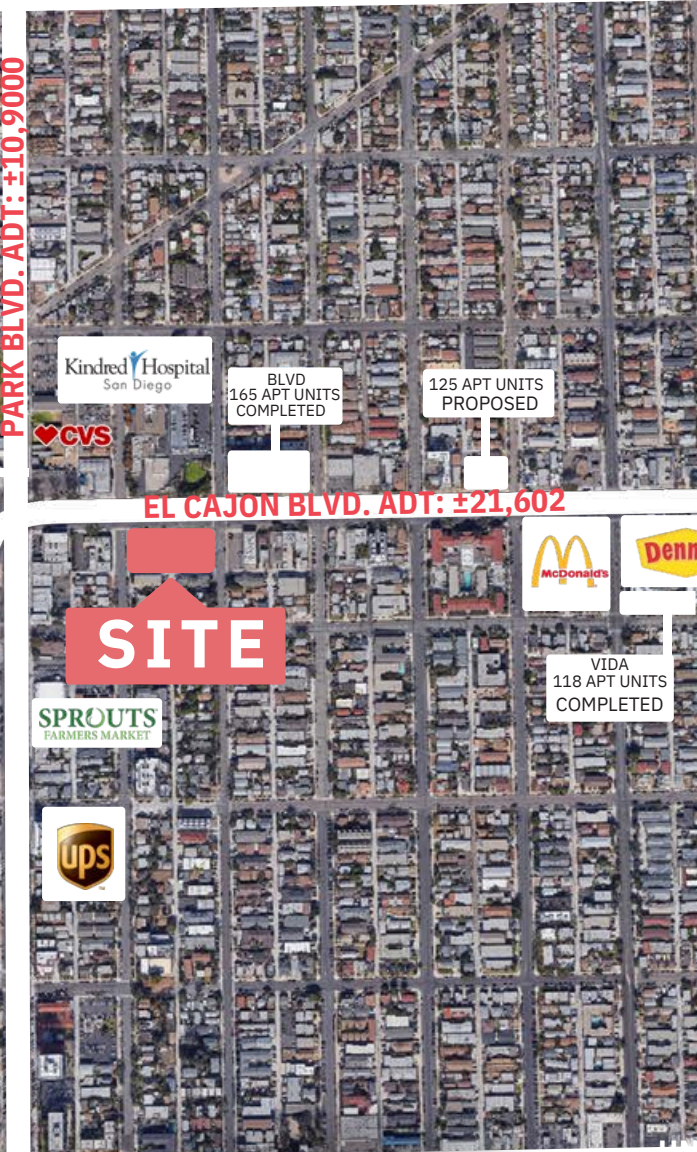 PARK BLVD. ADT: ±10,9000
Kindred Hospital
San Diego
CVS
BLVD
165 APT UNITS
COMPLETED
125 APT UNITS
PROPOSED
EL CAJON BLVD. ADT: ±21,602
McDonald's
SITE
VIDA
118 APT UNITS
COMPLETED
SPROUTS
FARMERS MARKET
ups